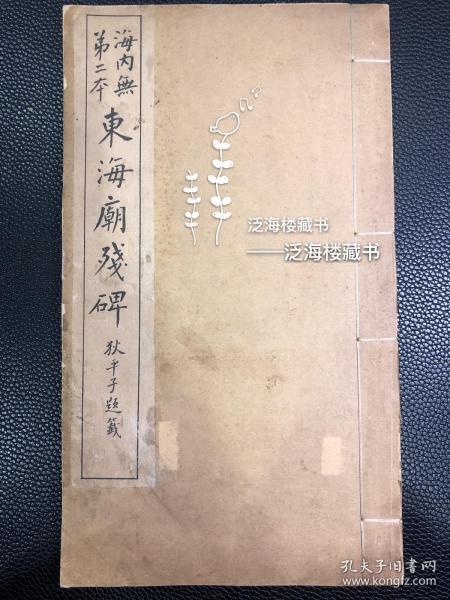 海内無
第二本
東海廟殘碑
狄平子題籤
泛海楼藏书
——泛海楼藏书
孔夫子旧书网
www.kongfz.com